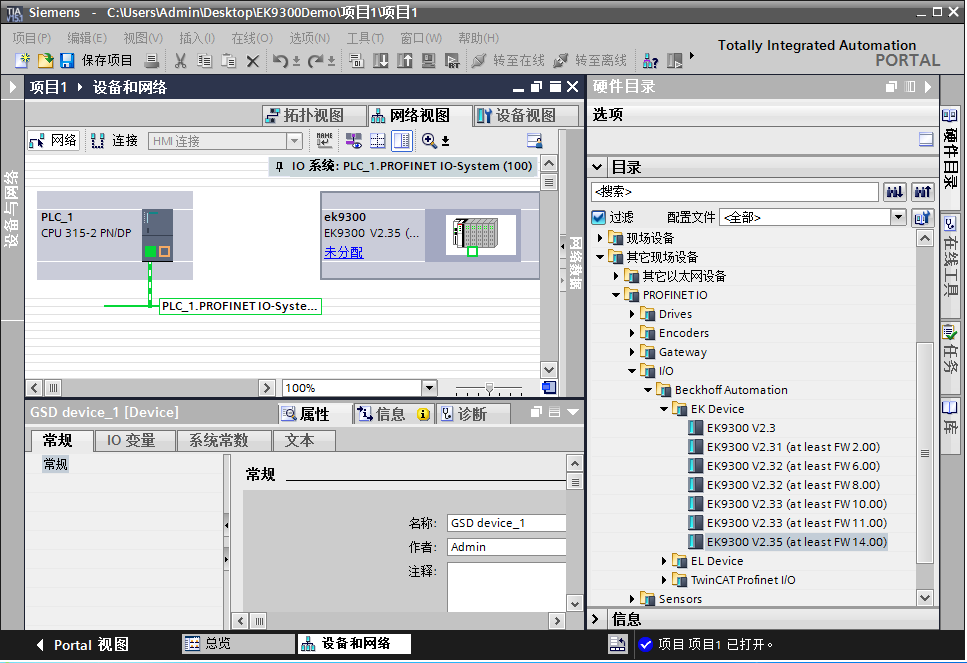 Siemens - C:\Users\Admin\Desktop\EK9300Demo\项目1\项目1
项目(P) 编辑(E) 视图(V) 插入(I) 在线(O) 选项(N) 工具(T) 窗口(W) 帮助(H)
保存项目 转至在线 转至离线
Totally Integrated Automation
PORTAL
项目1 设备和网络
拓扑视图 网络视图 设备视图
网络 连接 HMI 连接
IO 系统: PLC_1.PROFINET IO-System (100)
PLC_1
CPU 315-2 PN/DP
ek9300
EK9300 V2.35 (...
未分配
PLC_1.PROFINET IO-Syste...
设备与网络
网络数据
100%
GSD device_1 [Device]
属性 信息 诊断
常规 IO 变量 系统常数 文本
常规
常规
名称: GSD device_1
作者: Admin
注释:
硬件目录
选项
目录
<搜索>
过滤 配置文件 <全部>
现场设备
其它现场设备
其它以太网设备
PROFINET IO
Drives
Encoders
Gateway
I/O
Beckhoff Automation
EK Device
EK9300 V2.3
EK9300 V2.31 (at least FW 2.00)
EK9300 V2.32 (at least FW 6.00)
EK9300 V2.32 (at least FW 8.00)
EK9300 V2.33 (at least FW 10.00)
EK9300 V2.33 (at least FW 11.00)
EK9300 V2.35 (at least FW 14.00)
EL Device
TwinCAT Profinet I/O
Sensors
信息
硬件目录
在线工具
任务
库
Portal 视图 总览 设备和网络 项目 项目1 已打开。